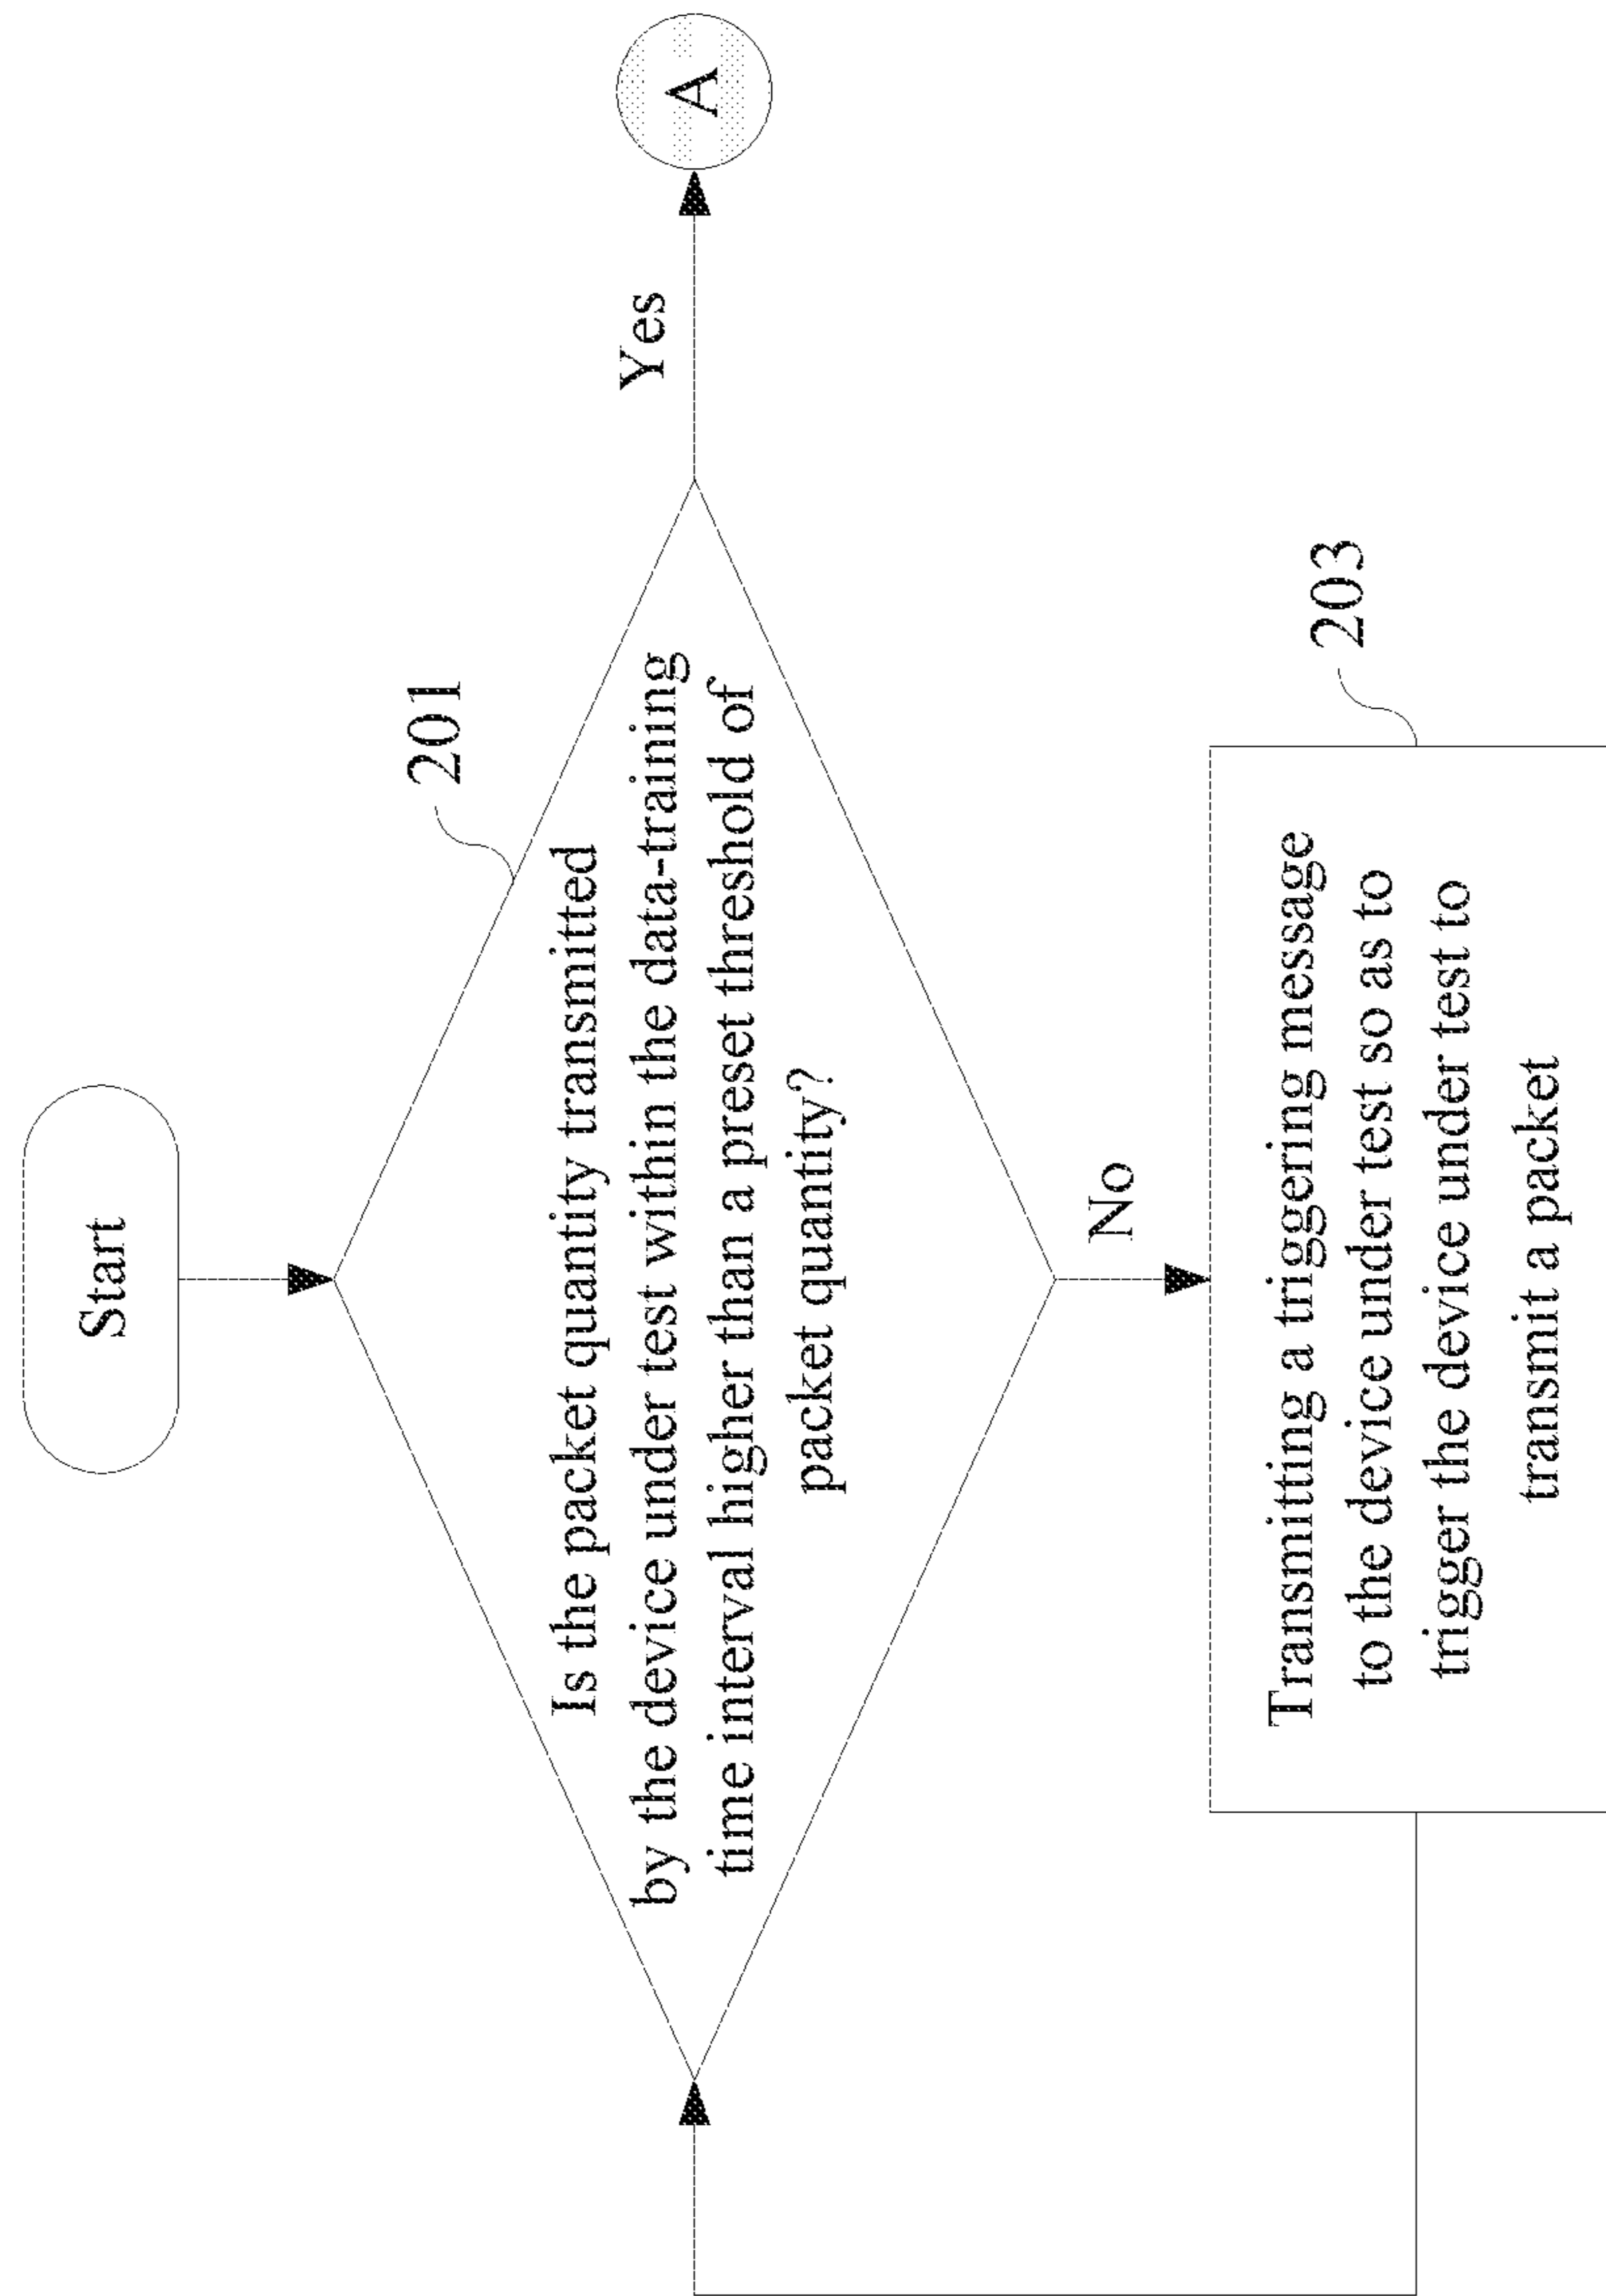 Start
201
Is the packet quantity transmitted
by the device under test within the data-training
time interval higher than a preset threshold of
packet quantity?
Yes
A
No
203
Transmitting a triggering message
to the device under test so as to
trigger the device under test to
transmit a packet